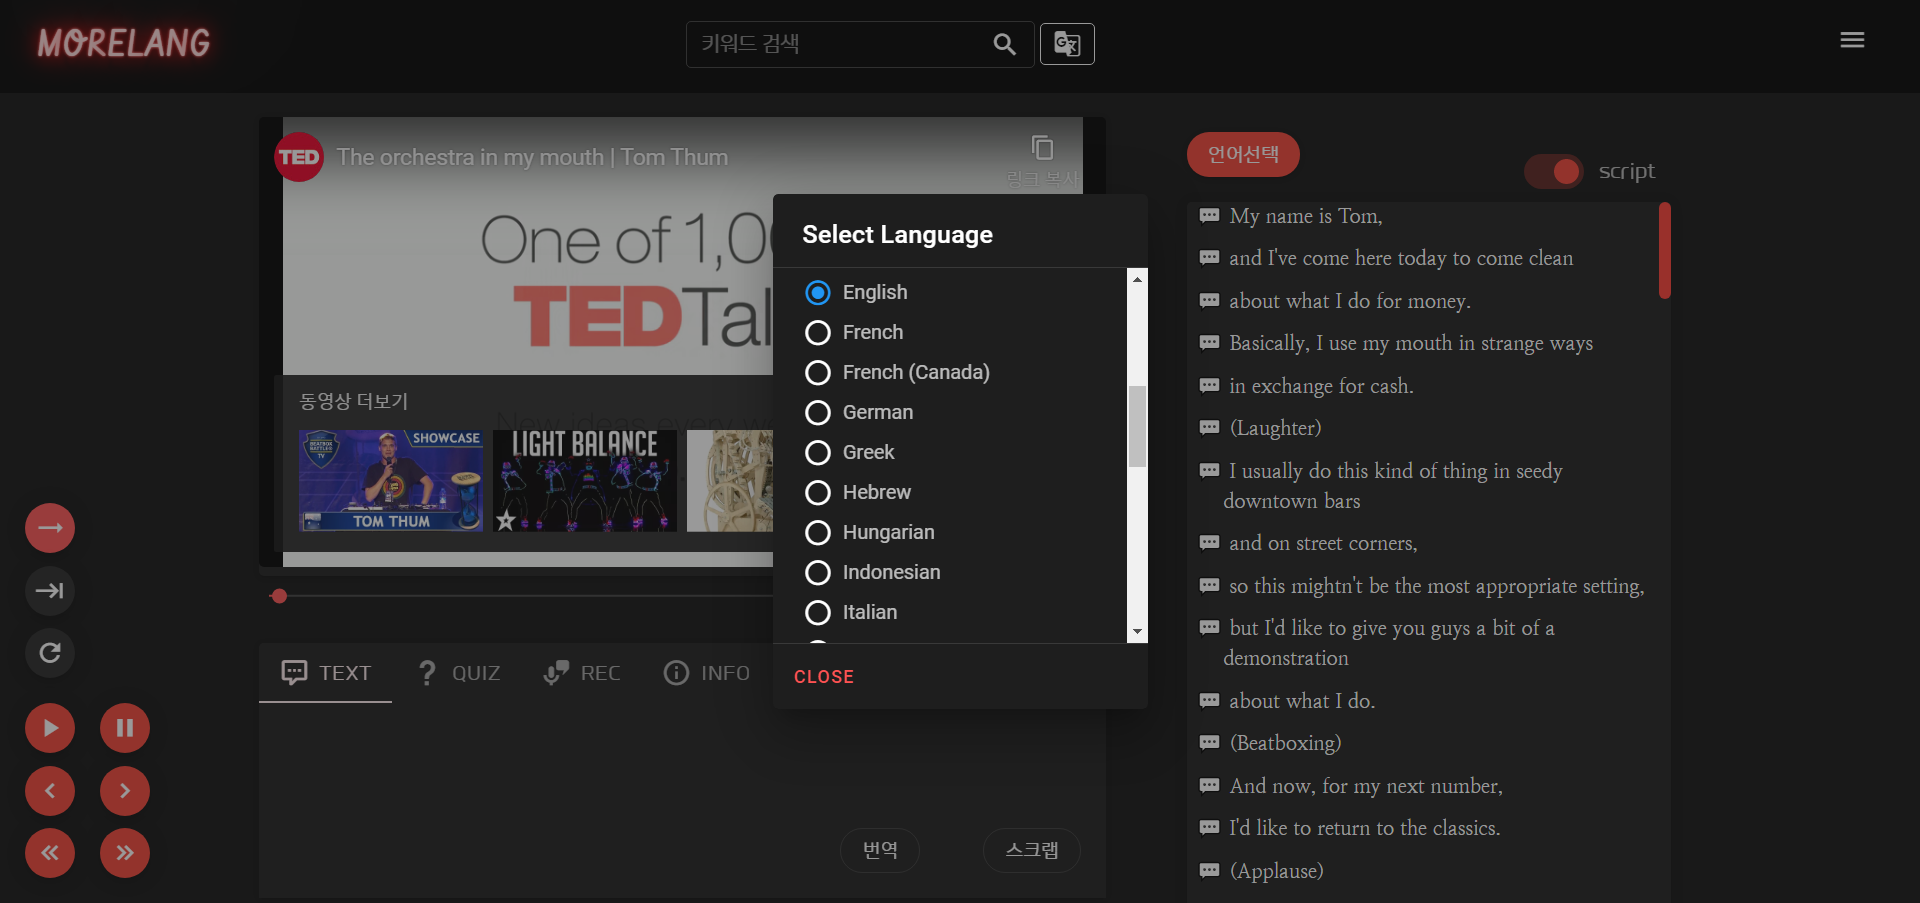 MORELANG
키워드 검색
TED The orchestra in my mouth | Tom Thum
링크 복사
One of 1,00
TEDTal
동영상 더보기
New ideas every w
BEATBOX BATTLE TV SHOWCASE
TOM THUM
LIGHT BALANCE
TEXT
QUIZ
REC
INFO
번역
스크랩
Select Language
English
French
French (Canada)
German
Greek
Hebrew
Hungarian
Indonesian
Italian
CLOSE
언어선택
script
My name is Tom,
and I've come here today to come clean
about what I do for money.
Basically, I use my mouth in strange ways
in exchange for cash.
(Laughter)
I usually do this kind of thing in seedy
downtown bars
and on street corners,
so this mightn't be the most appropriate setting,
but I'd like to give you guys a bit of a
demonstration
about what I do.
(Beatboxing)
And now, for my next number,
I'd like to return to the classics.
(Applause)